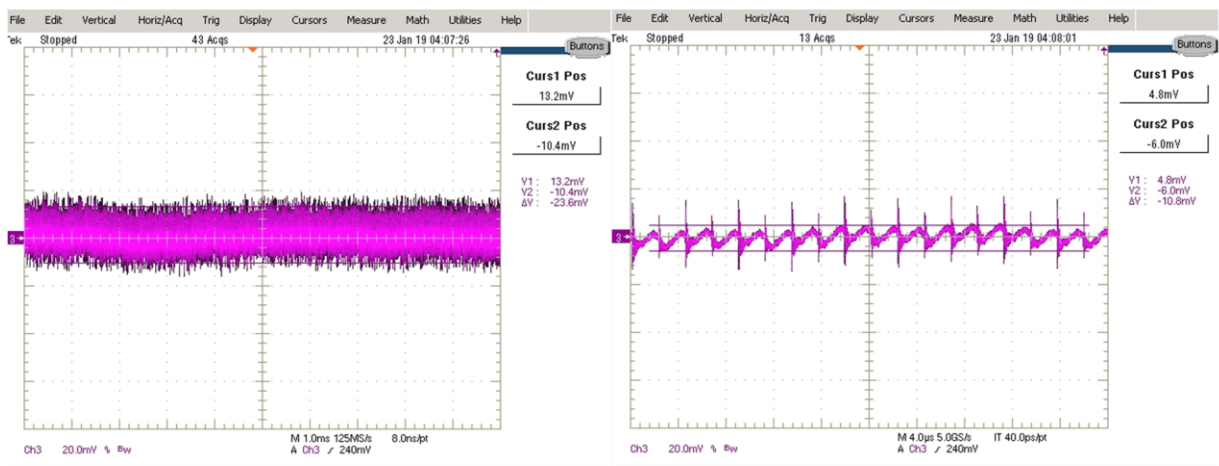 File Edit Vertical Horiz/Acq Trig Display Cursors Measure Math Utilities Help
Tek Stopped 43 Acqs 23 Jan 19 04:07:26
Buttons
Curs1 Pos
13.2mV
Curs2 Pos
-10.4mV
V1 : 13.2mV
V2 : -10.4mV
ΔV : -23.6mV
3
M 1.0ms 125MS/s 8.0ns/pt
Ch3 20.0mV ∿ Bw A Ch3 / 240mV
File Edit Vertical Horiz/Acq Trig Display Cursors Measure Math Utilities Help
Tek Stopped 13 Acqs 23 Jan 19 04:08:01
Buttons
Curs1 Pos
4.8mV
Curs2 Pos
-6.0mV
V1 : 4.8mV
V2 : -6.0mV
ΔV : -10.8mV
3
M 4.0µs 5.0GS/s IT 40.0ps/pt
Ch3 20.0mV ∿ Bw A Ch3 / 240mV